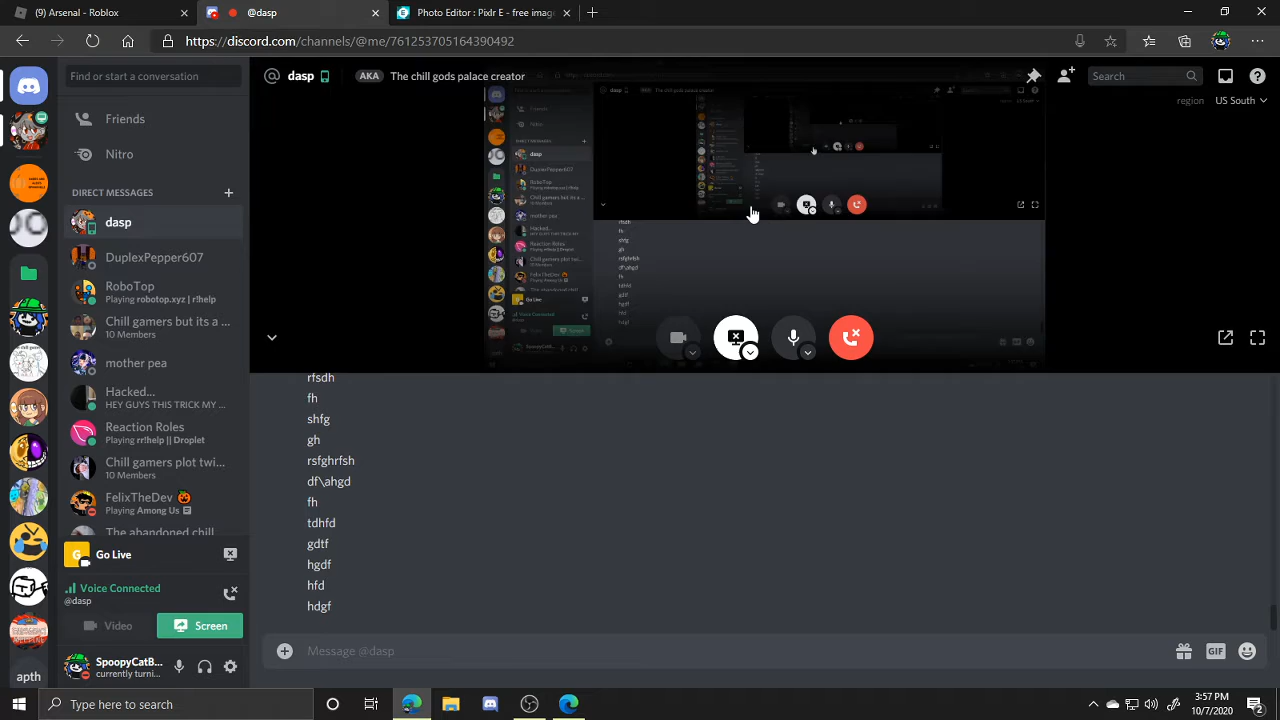 (9) Arsenal - Roblox
@dasp
Photo Editor : Pixlr E - free imag
https://discord.com/channels/@me/761253705164390492
Find or start a conversation
dasp
AKA
The chill gods palace creator
Search
region
US South
Friends
Nitro
DIRECT MESSAGES
dasp
DuplexPepper607
RoboTop
Playing robotop.xyz | r!help
Chill gamers but its a ...
10 Members
mother pea
Hacked...
HEY GUYS THIS TRICK MY ...
Reaction Roles
Playing rr!help || Droplet
Chill gamers plot twi...
10 Members
FelixTheDev
Playing Among Us
The abandoned chill
Go Live
Voice Connected
@dasp
Video
Screen
SpoopyCatB...
currently turni...
apth
rfsdh
fh
shfg
gh
rsfghrfsh
df\ahgd
fh
tdhfd
gdtf
hgdf
hfd
hdgf
Message @dasp
GIF
Type here to search
3:57 PM
10/7/2020
2